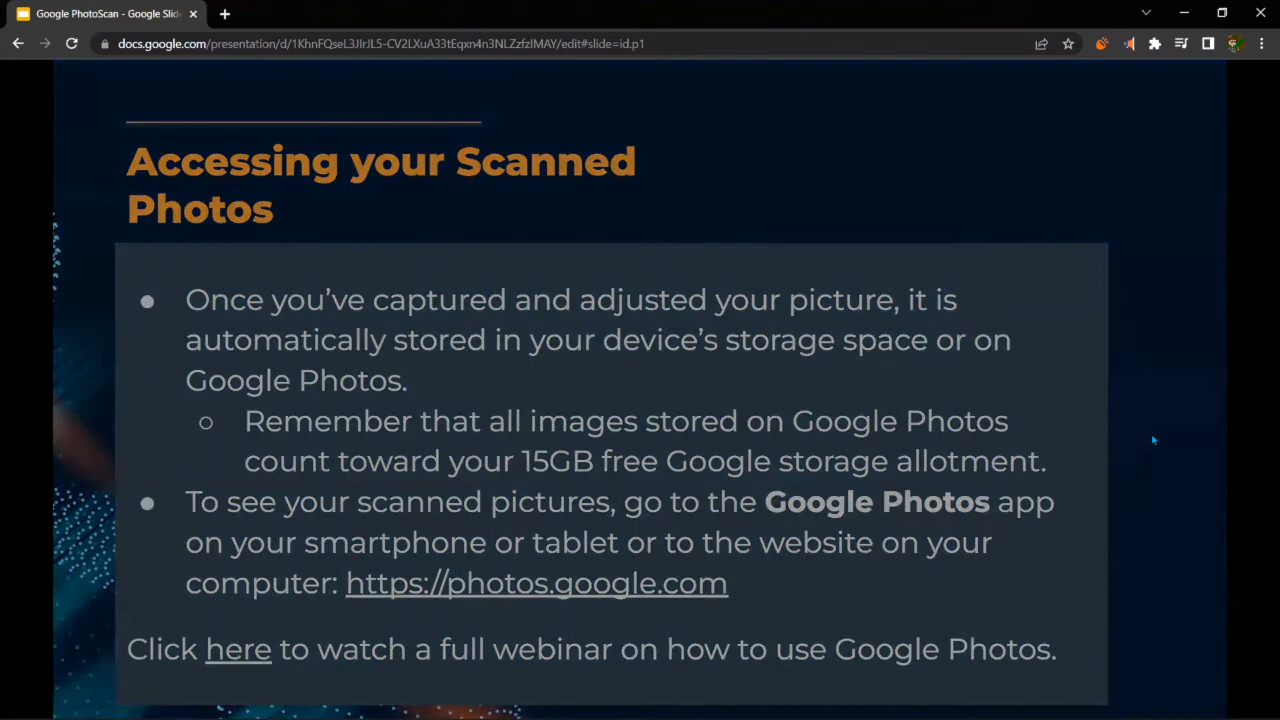 Google PhotoScan - Google Slid
docs.google.com/presentation/d/1KhnFQseL3JIrJL5-CV2LXuA33tEqxn4n3NLZzfzIMAY/edit#slide=id.p1
Accessing your Scanned
Photos
● Once you’ve captured and adjusted your picture, it is
automatically stored in your device’s storage space or on
Google Photos.
○ Remember that all images stored on Google Photos
count toward your 15GB free Google storage allotment.
● To see your scanned pictures, go to the Google Photos app
on your smartphone or tablet or to the website on your
computer: https://photos.google.com
Click here to watch a full webinar on how to use Google Photos.